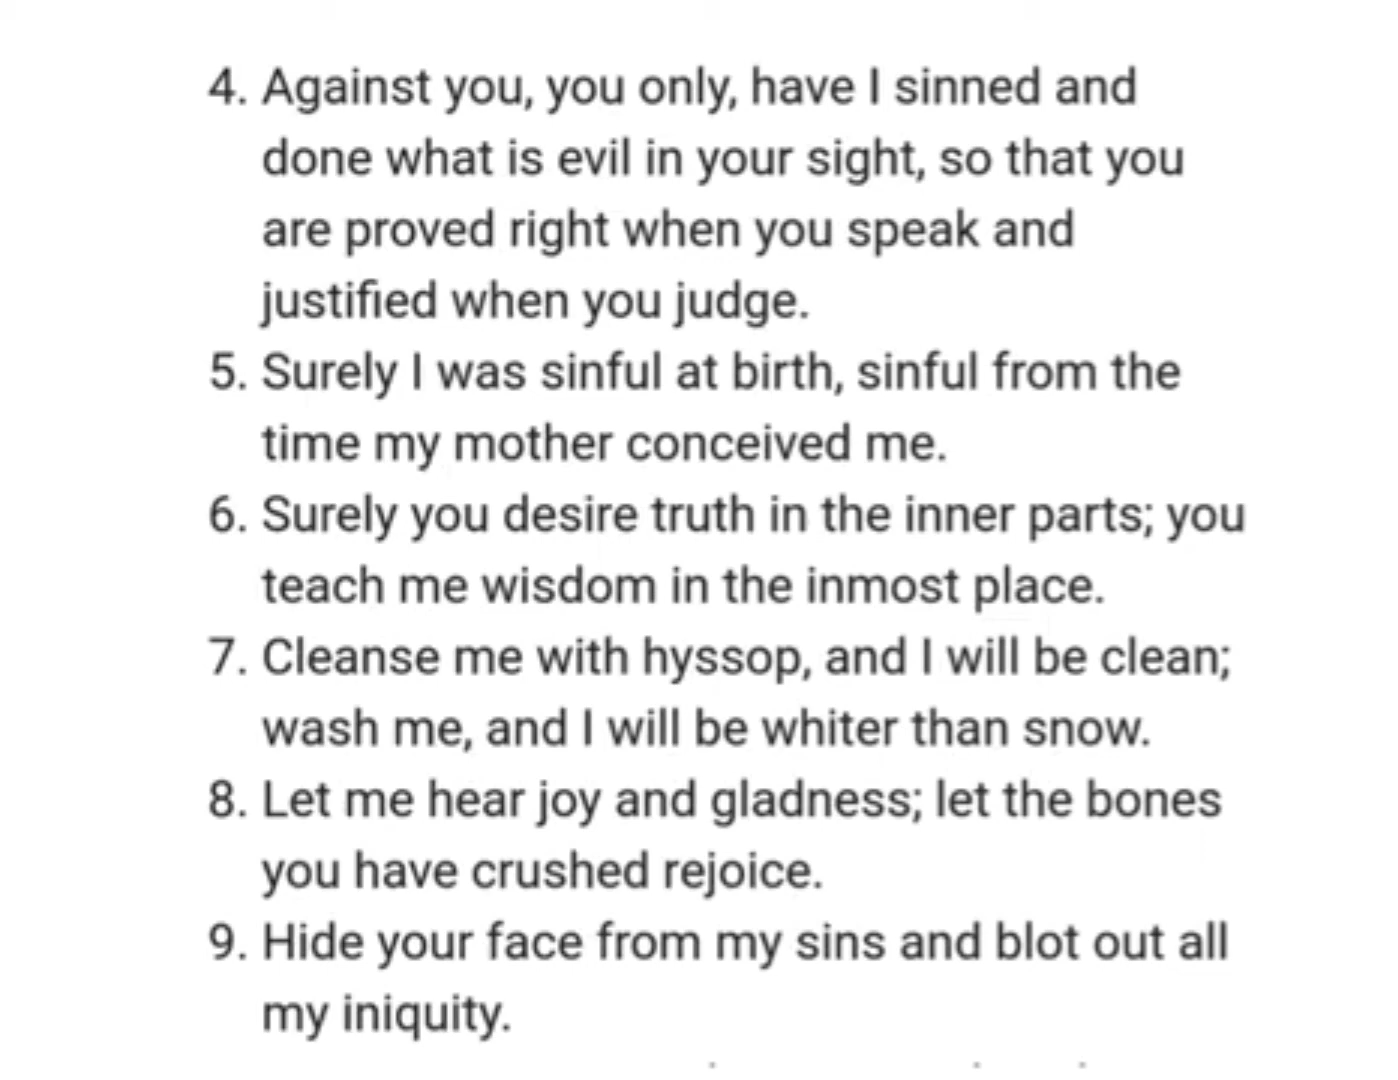 4. Against you, you only, have I sinned and
done what is evil in your sight, so that you
are proved right when you speak and
justified when you judge.
5. Surely I was sinful at birth, sinful from the
time my mother conceived me.
6. Surely you desire truth in the inner parts; you
teach me wisdom in the inmost place.
7. Cleanse me with hyssop, and I will be clean;
wash me, and I will be whiter than snow.
8. Let me hear joy and gladness; let the bones
you have crushed rejoice.
9. Hide your face from my sins and blot out all
my iniquity.